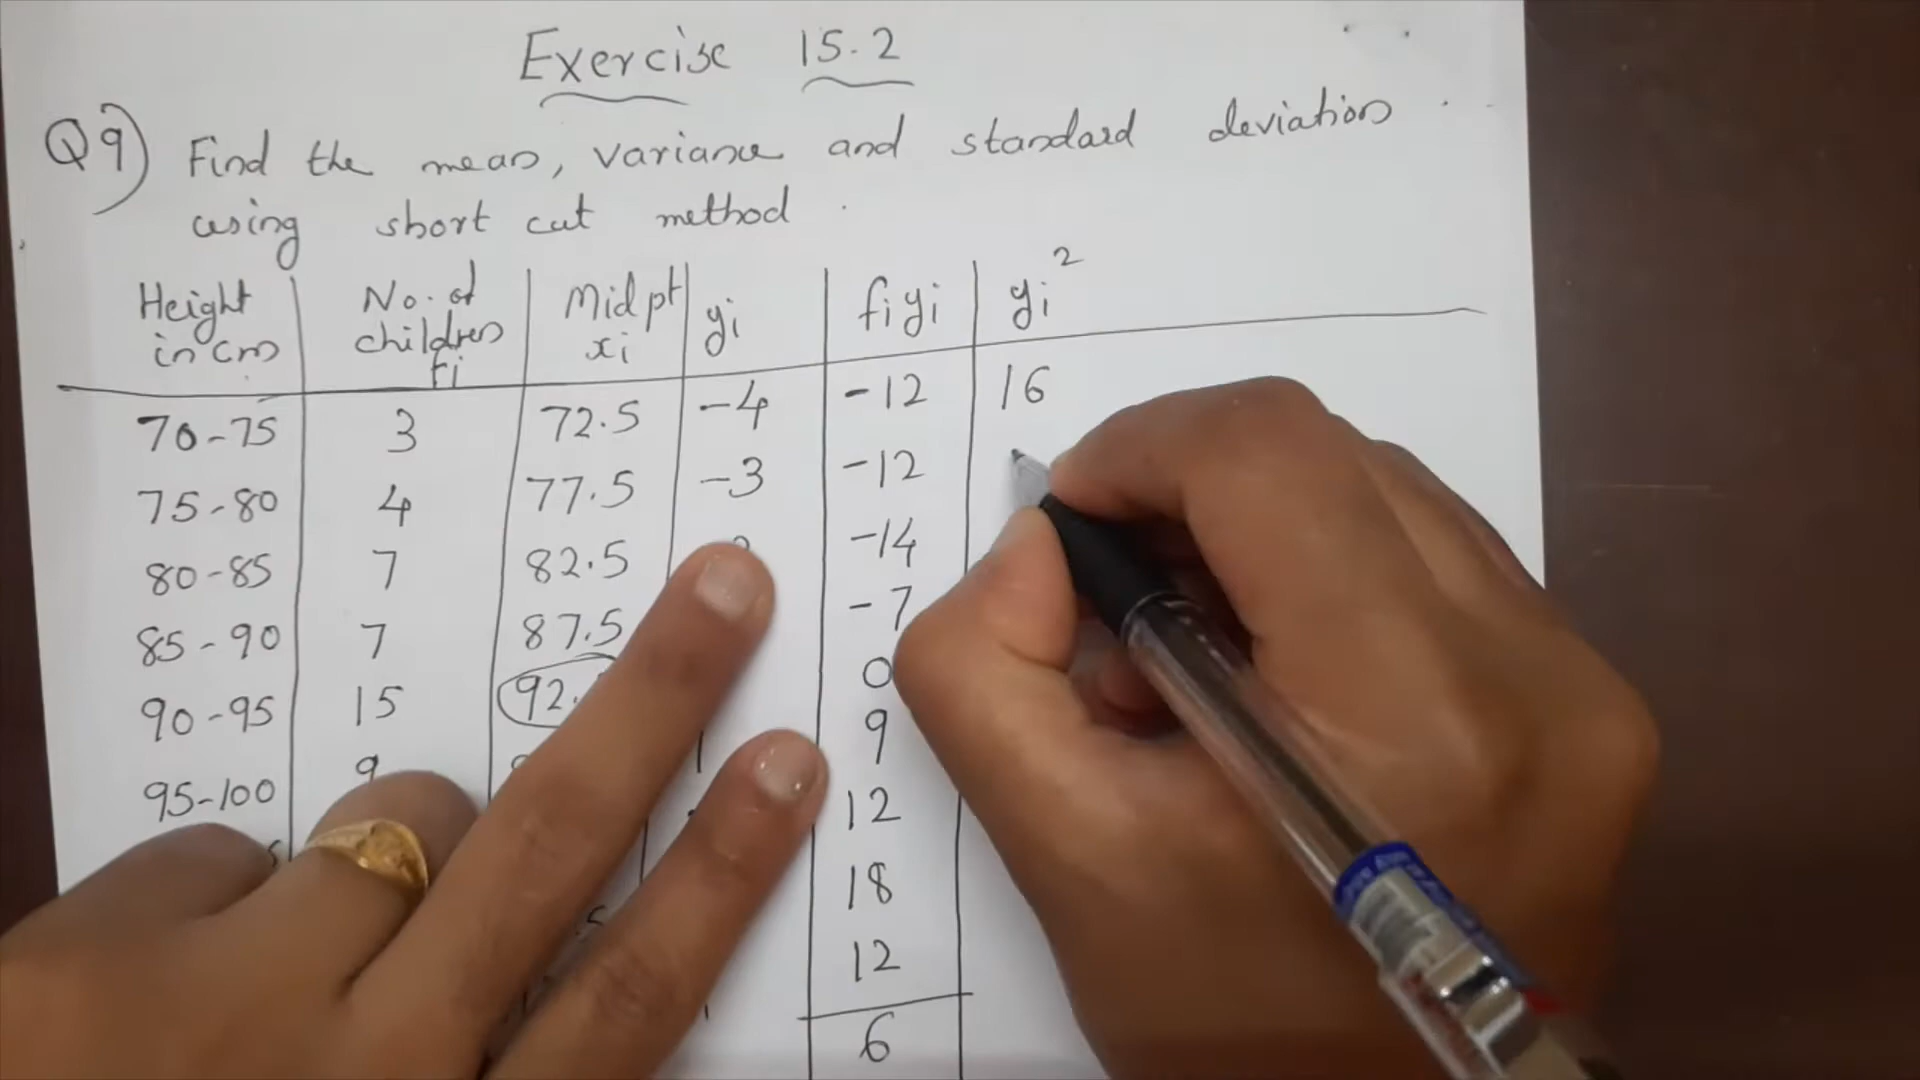 Exercise 15.2
Q9) Find the mean, variance and standard deviation
using short cut method.
Height in cm | No. of children fi | Mid pt xi | yi | fiyi | yi²
70-75 | 3 | 72.5 | -4 | -12 | 16
75-80 | 4 | 77.5 | -3 | -12
80-85 | 7 | 82.5 | | -14
85-90 | 7 | 87.5 | | -7
90-95 | 15 | 92. | | 0
95-100 | 9 | | 1 | 9
12
18
12
6